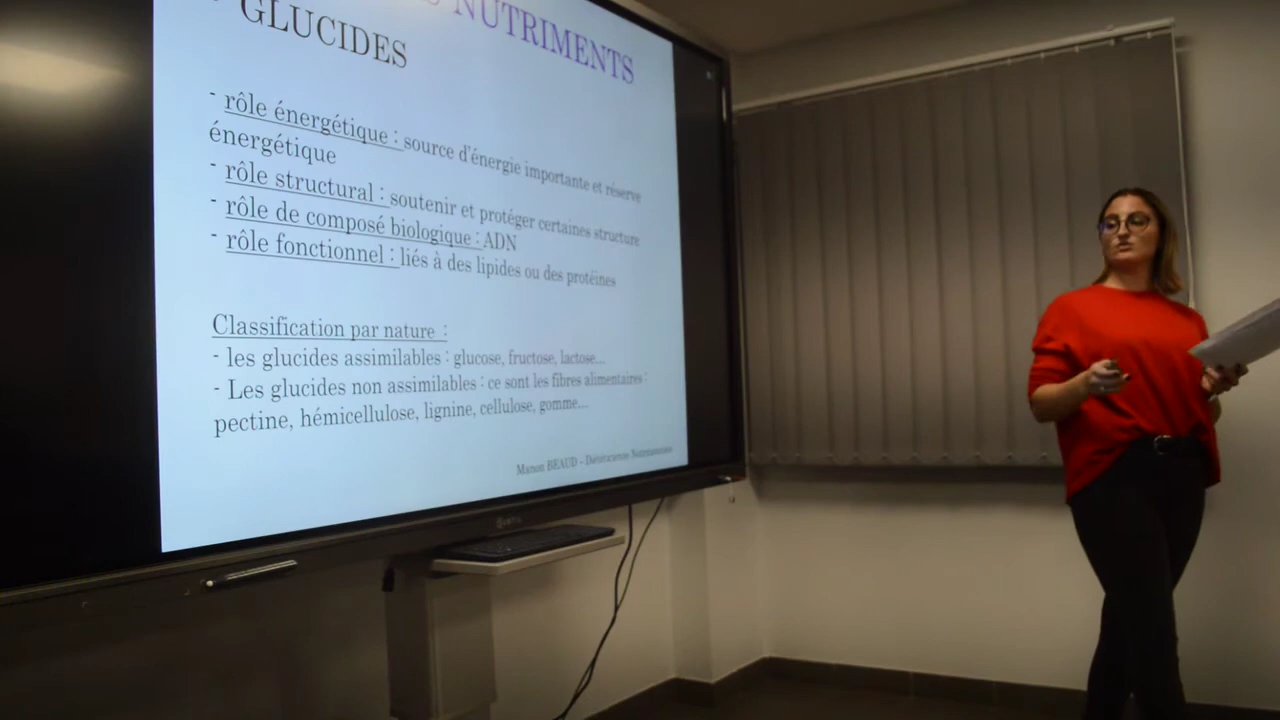 NUTRIMENTS
GLUCIDES
- rôle énergétique : source d'énergie importante et réserve
énergétique
- rôle structural : soutenir et protéger certaines structure
- rôle de composé biologique : ADN
- rôle fonctionnel : liés à des lipides ou des protéines
Classification par nature :
- les glucides assimilables : glucose, fructose, lactose...
- Les glucides non assimilables : ce sont les fibres alimentaires :
pectine, hémicellulose, lignine, cellulose, gomme....
Manon BEAUD – Diététicienne Nutritionniste